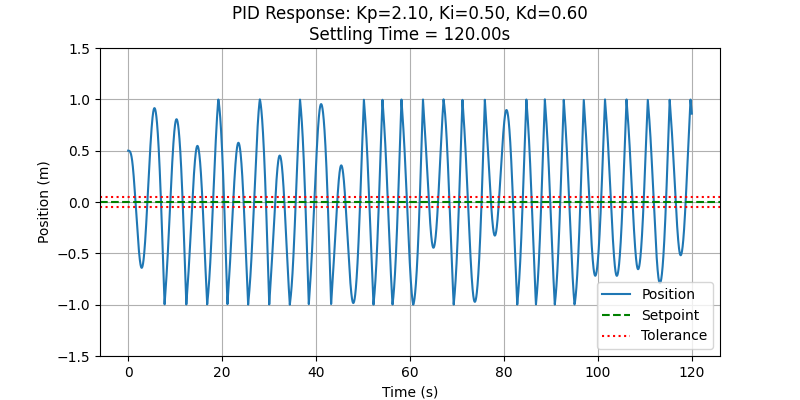 PID Response: Kp=2.10, Ki=0.50, Kd=0.60
Settling Time = 120.00s
1.5
1.0
0.5
0.0
−0.5
−1.0
−1.5
Position (m)
Position
Setpoint
Tolerance
0 20 40 60 80 100 120
Time (s)